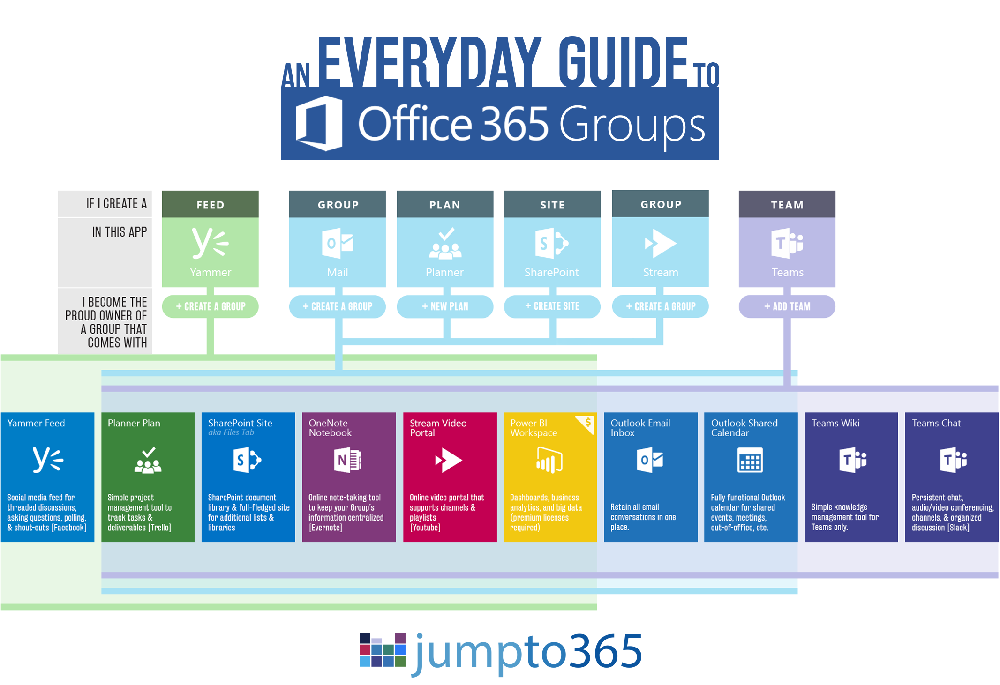 AN EVERYDAY GUIDE TO
Office 365 Groups
IF I CREATE A
FEED
GROUP
PLAN
SITE
GROUP
TEAM
IN THIS APP
Yammer
Mail
Planner
SharePoint
Stream
Teams
I BECOME THE
PROUD OWNER OF
A GROUP THAT
COMES WITH
+ CREATE A GROUP
+ CREATE A GROUP
+ NEW PLAN
+ CREATE SITE
+ CREATE A GROUP
+ ADD TEAM
Yammer Feed
Social media feed for
threaded discussions,
asking questions, polling,
& shout-outs [Facebook]
Planner Plan
Simple project
management tool to
track tasks &
deliverables [Trello]
SharePoint Site
aka Files Tab
S
SharePoint document
library & full-fledged site
for additional lists &
libraries
OneNote
Notebook
N
Online note-taking tool
to keep your Group's
information centralized
[Evernote]
Stream Video
Portal
Online video portal that
supports channels &
playlists
[Youtube]
Power BI
Workspace
$
Dashboards, business
analytics, and big data
(premium licenses
required)
Outlook Email
Inbox
O
Retain all email
conversations in one
place.
Outlook Shared
Calendar
Fully functional Outlook
calendar for shared
events, meetings,
out-of-office, etc.
Teams Wiki
T
Simple knowledge
management tool for
Teams only.
Teams Chat
T
Persistent chat,
audio/video conferencing,
channels, & organized
discussion [Slack]
jumpto365